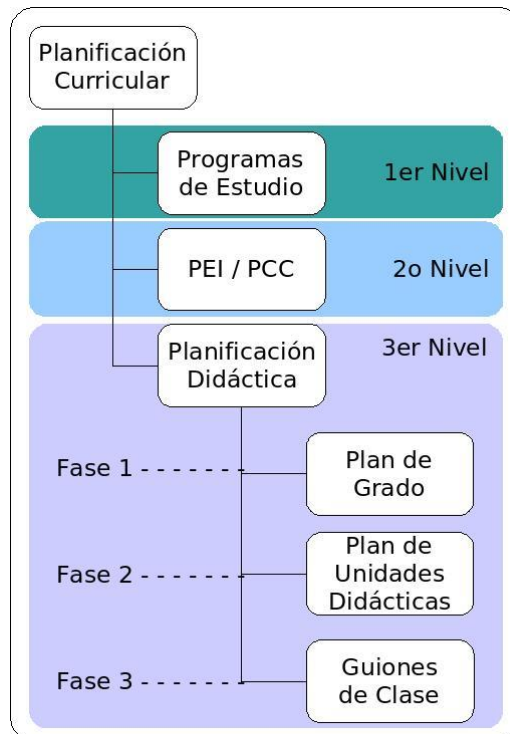 Planificación
Curricular
Programas
de Estudio
1er Nivel
PEI / PCC
2o Nivel
Planificación
Didáctica
3er Nivel
Fase 1 - - - - - - - -
Plan de
Grado
Fase 2 - - - - - - - -
Plan de
Unidades
Didácticas
Fase 3 - - - - - - - -
Guiones
de Clase